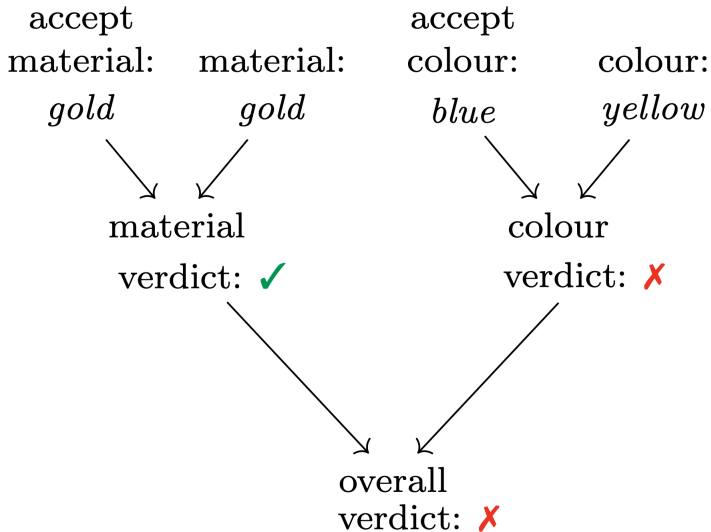 accept
material:
gold
material:
gold
accept
colour:
blue
colour:
yellow
material
verdict: ✓
colour
verdict: ✗
overall
verdict: ✗